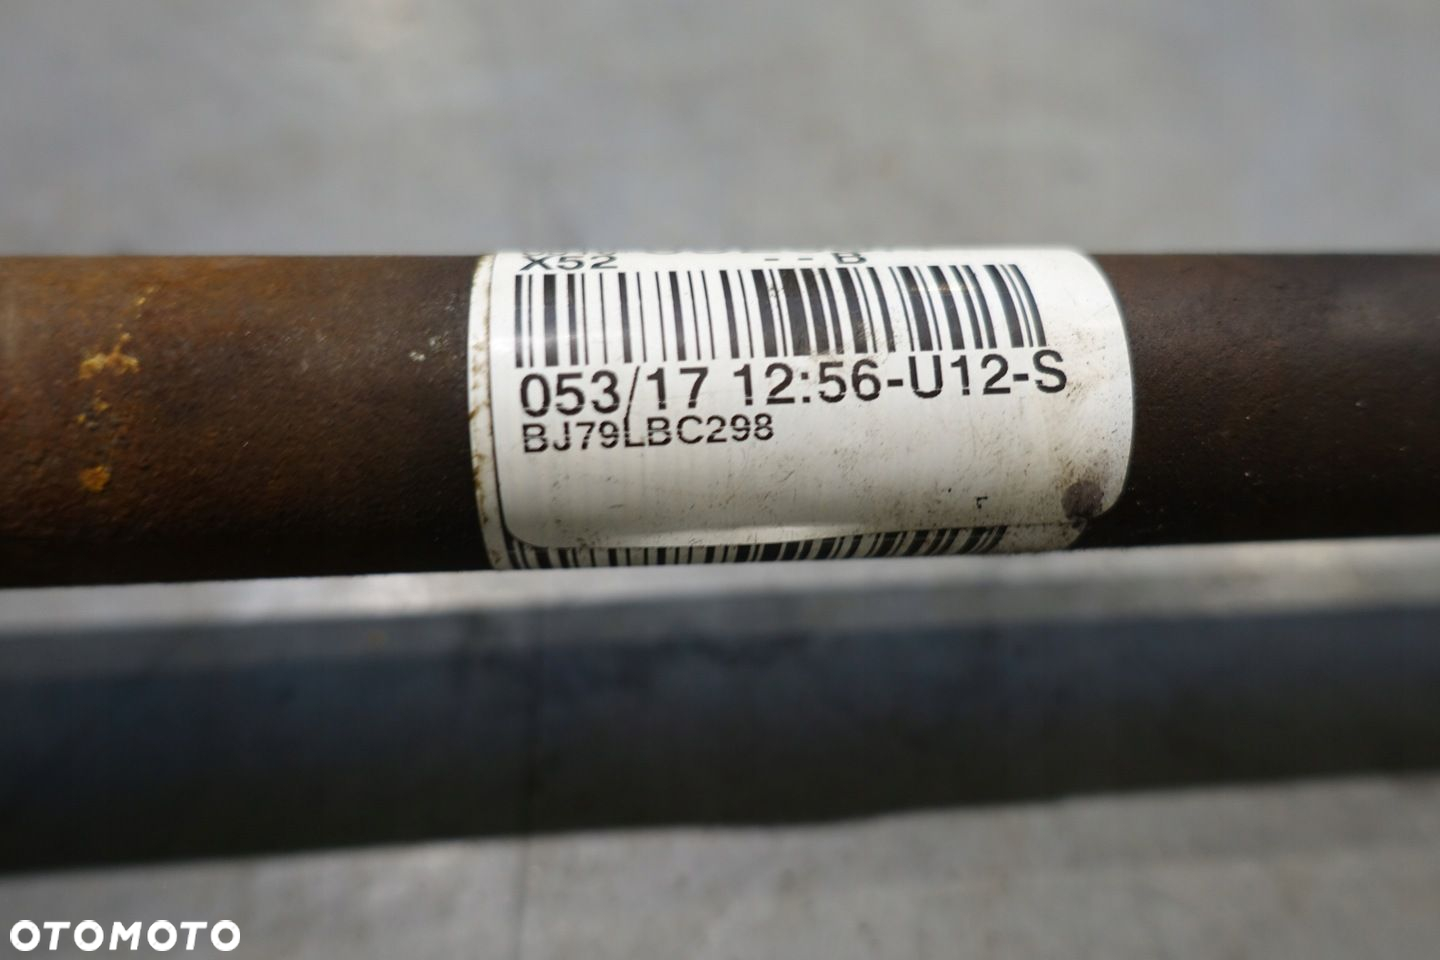 X52 - - B
053/17 12:56-U12-S
BJ79LBC298
OTOMOTO